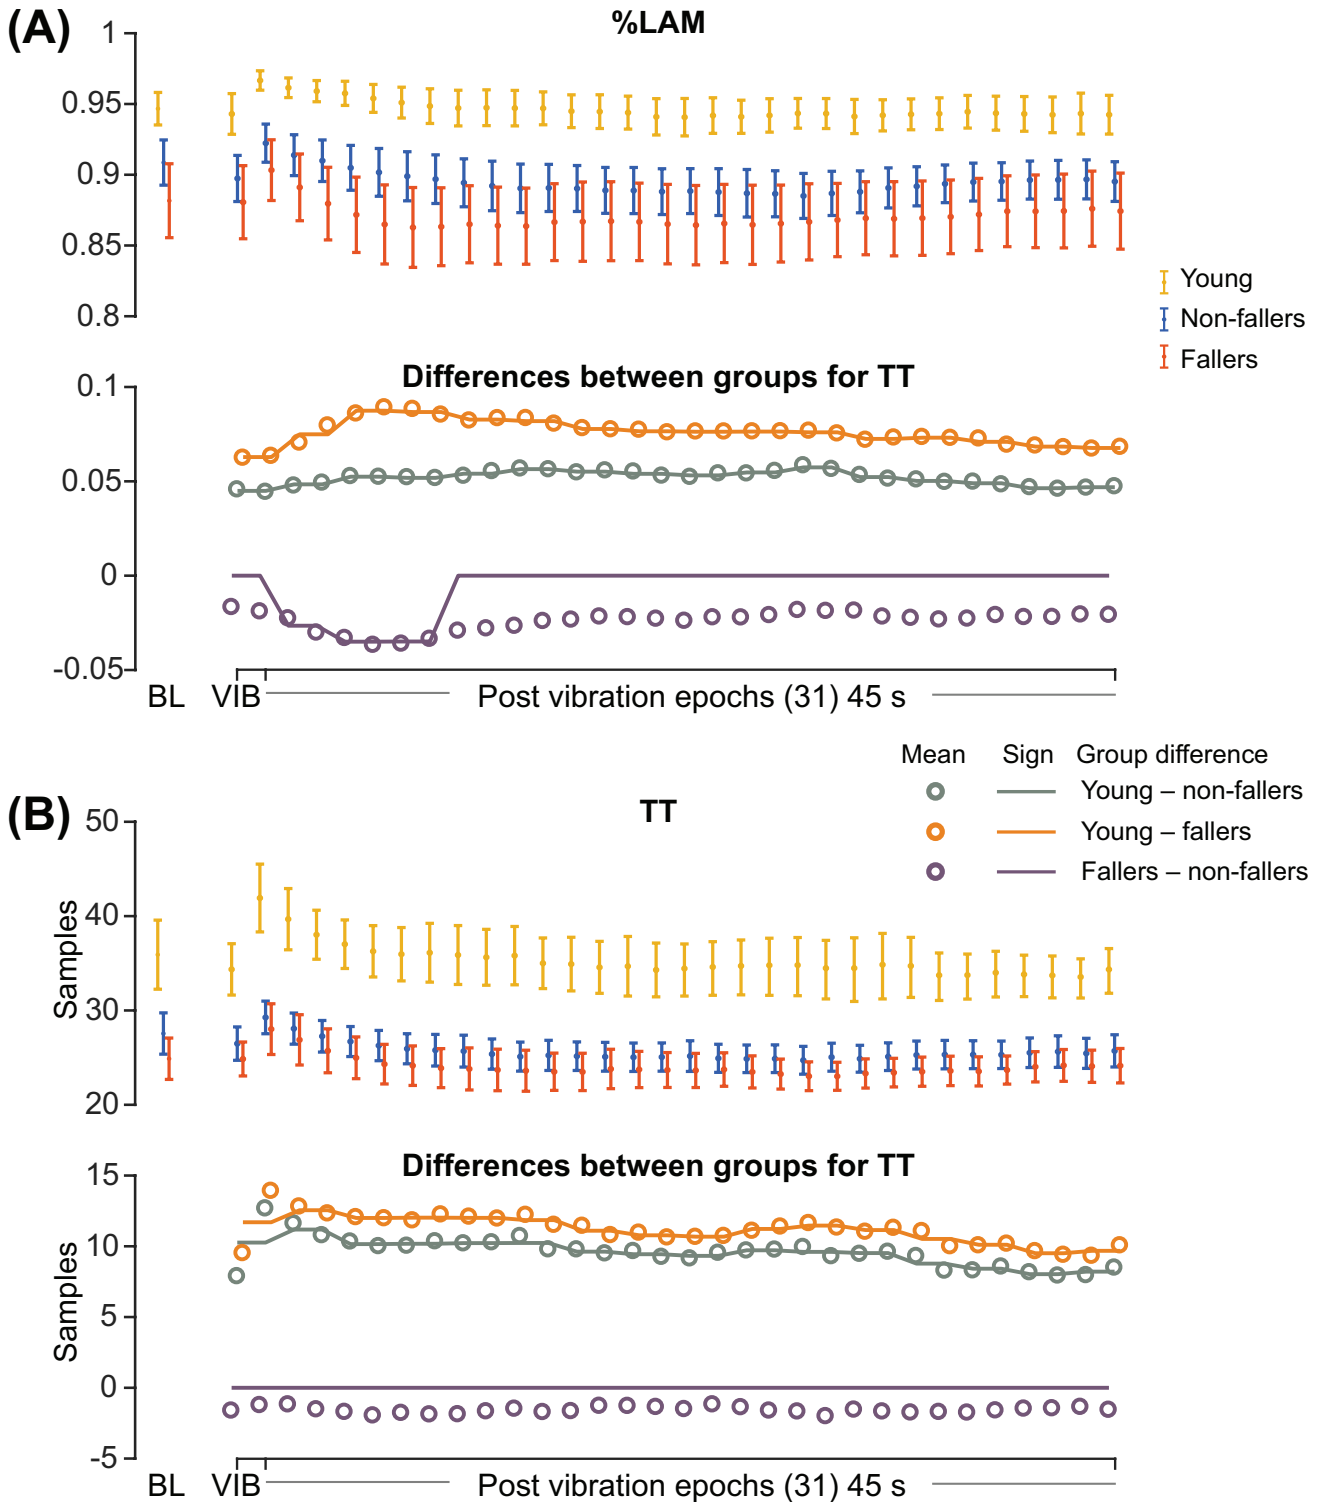 (A)
%LAM
1
0.95
0.9
0.85
0.8
Young
Non-fallers
Fallers
Differences between groups for TT
0.1
0.05
0
-0.05
BL VIB Post vibration epochs (31) 45 s
Mean Sign Group difference
Young – non-fallers
Young – fallers
Fallers – non-fallers
(B)
TT
50
40
30
20
Samples
Differences between groups for TT
15
10
5
0
-5
Samples
BL VIB Post vibration epochs (31) 45 s